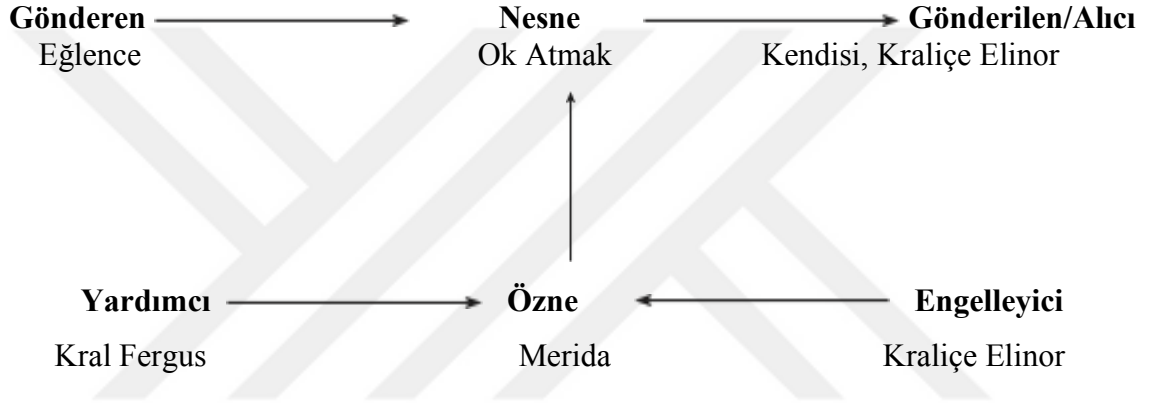 Gönderen Nesne Gönderilen/Alıcı
Eğlence Ok Atmak Kendisi, Kraliçe Elinor
Yardımcı Özne Engelleyici
Kral Fergus Merida Kraliçe Elinor